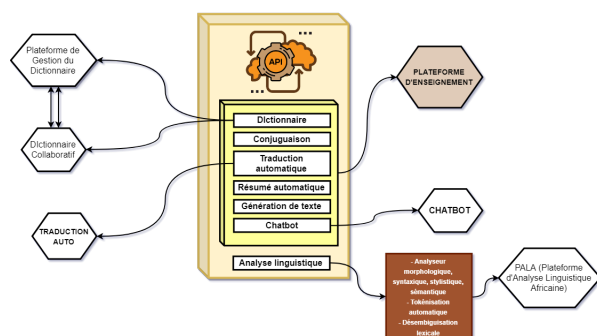 Plateforme de
Gestion du
Dictionnaire
Dictionnaire
Collaboratif
TRADUCTION
AUTO
...
API
...
Dictionnaire
Conjuguaison
Traduction
automatique
Résumé automatique
Génération de texte
Chatbot
Analyse linguistique
PLATEFORME
D'ENSEIGNEMENT
CHATBOT
- Analyseur
morphologique,
syntaxique, stylistique,
sémantique
- Tokénisation
automatique
- Désembiguisation
lexicale
PALA (Plateforme
d'Analyse Linguistique
Africaine)